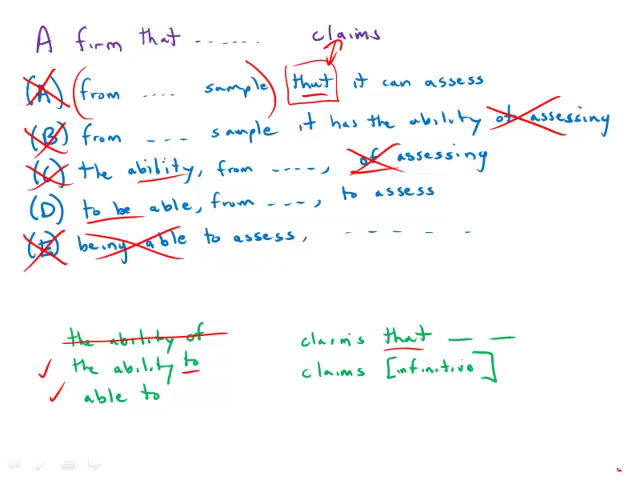 A firm that ....... claims
(A) from .... sample that it can assess
(B) from --- sample it has the ability of assessing
(C) the ability, from ----, of assessing
(D) to be able, from ---, to assess
(E) being able to assess, -- -- -- --
the ability of
the ability to
able to
claims that __ __
claims [infinitive]